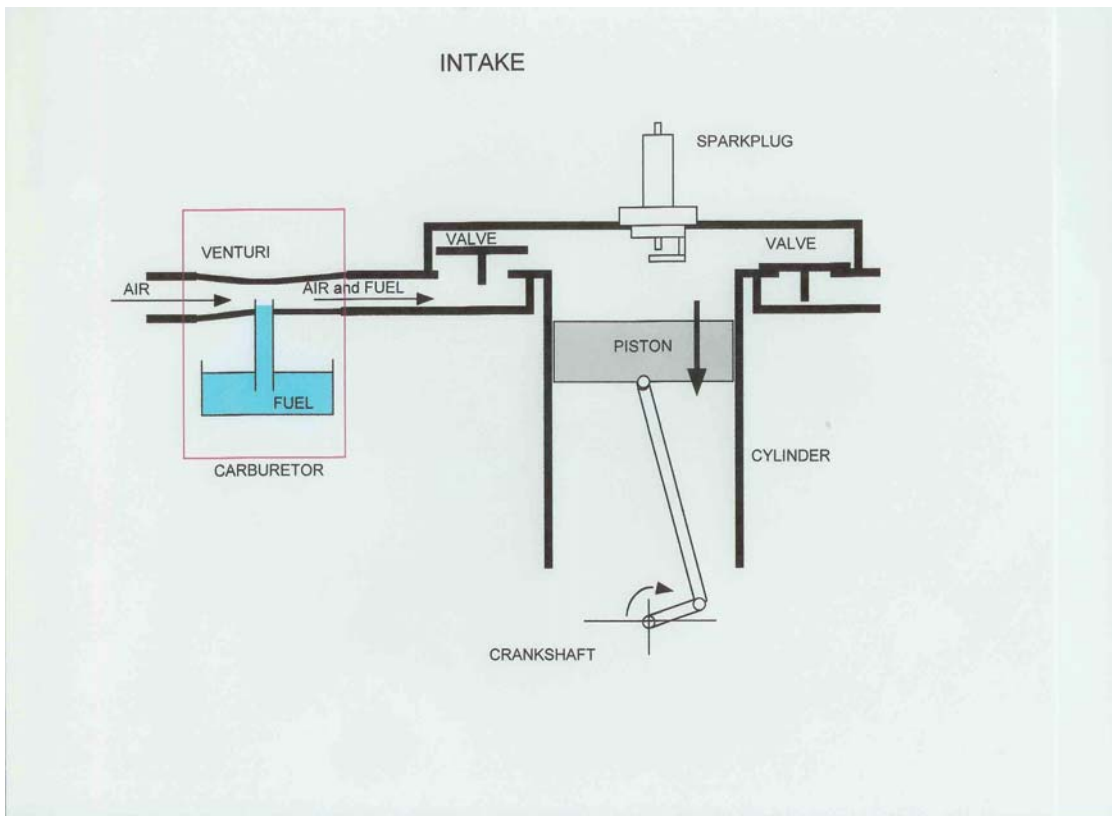 INTAKE
SPARKPLUG
VALVE
VALVE
VENTURI
AIR
AIR and FUEL
PISTON
FUEL
CYLINDER
CARBURETOR
CRANKSHAFT